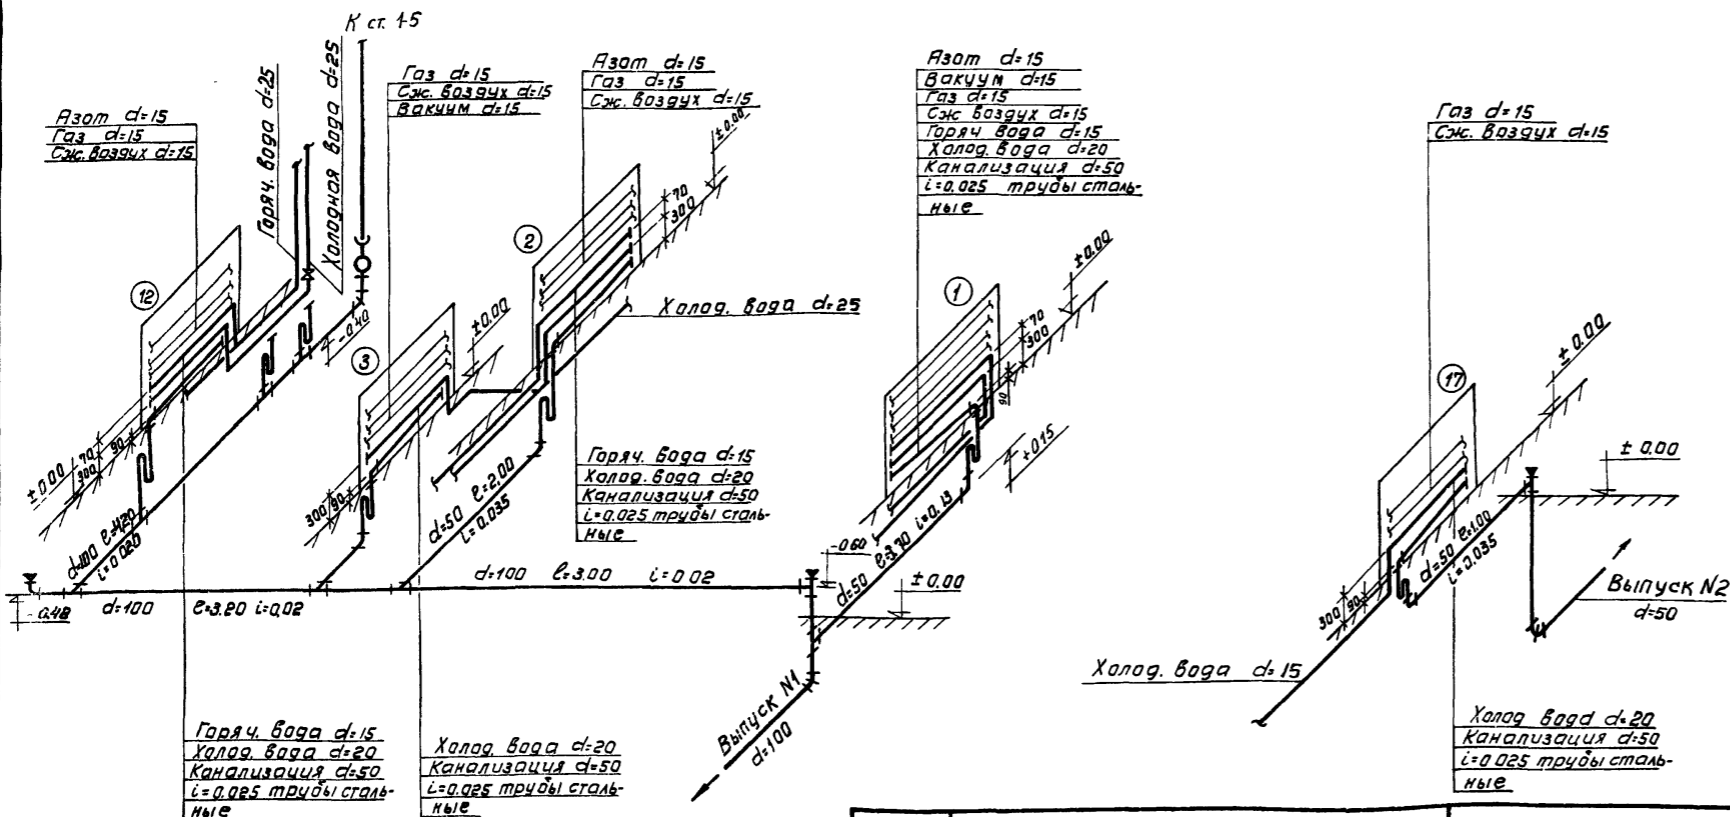 К ст. 1-5
Азот d=15
Газ d=15
Сж. воздух d=15
Горяч. вода d=25
Холодная вода d=25
Газ d=15
Сж. воздух d=15
Вакуум d=15
Азот d=15
Газ d=15
Сж. воздух d=15
±0.00
Азот d=15
Вакуум d=15
Газ d=15
Сж воздух d=15
Горяч вода d=15
Холод. вода d=20
Канализация d=50
i=0,025 трубы сталь-
ные
Газ d=15
Сж. воздух d=15
12
3
2
1
17
70
300
±0.00
-0.40
Холод. вода d=25
±0.00
70
300
90
+0.15
±0.00
±0.00
±0.00
70
300
90
300
90
Горяч. вода d=15
Холод. вода d=20
Канализация d=50
i=0.025 трубы сталь-
ные
d=100 ℓ=4,20
i=0.020
d=50 ℓ=2.00
i=0.035
d=50 ℓ=3.70 i=0.13
-0.60
±0.00
-0.48
d=100 ℓ=3.20 i=0,02
d=100 ℓ=3.00 i=0.02
300
90
d=50 ℓ=1.00
i=0.035
Выпуск N2
d=50
Холод. вода d=15
Выпуск N1
d=100
Горяч. вода d=15
Холод. вода d=20
Канализация d=50
i=0.025 трубы сталь-
ные
Холод. вода d=20
Канализация d=50
i=0.025 трубы сталь-
ные
Холод вода d=20
Канализация d=50
i=0.025 трубы сталь-
ные